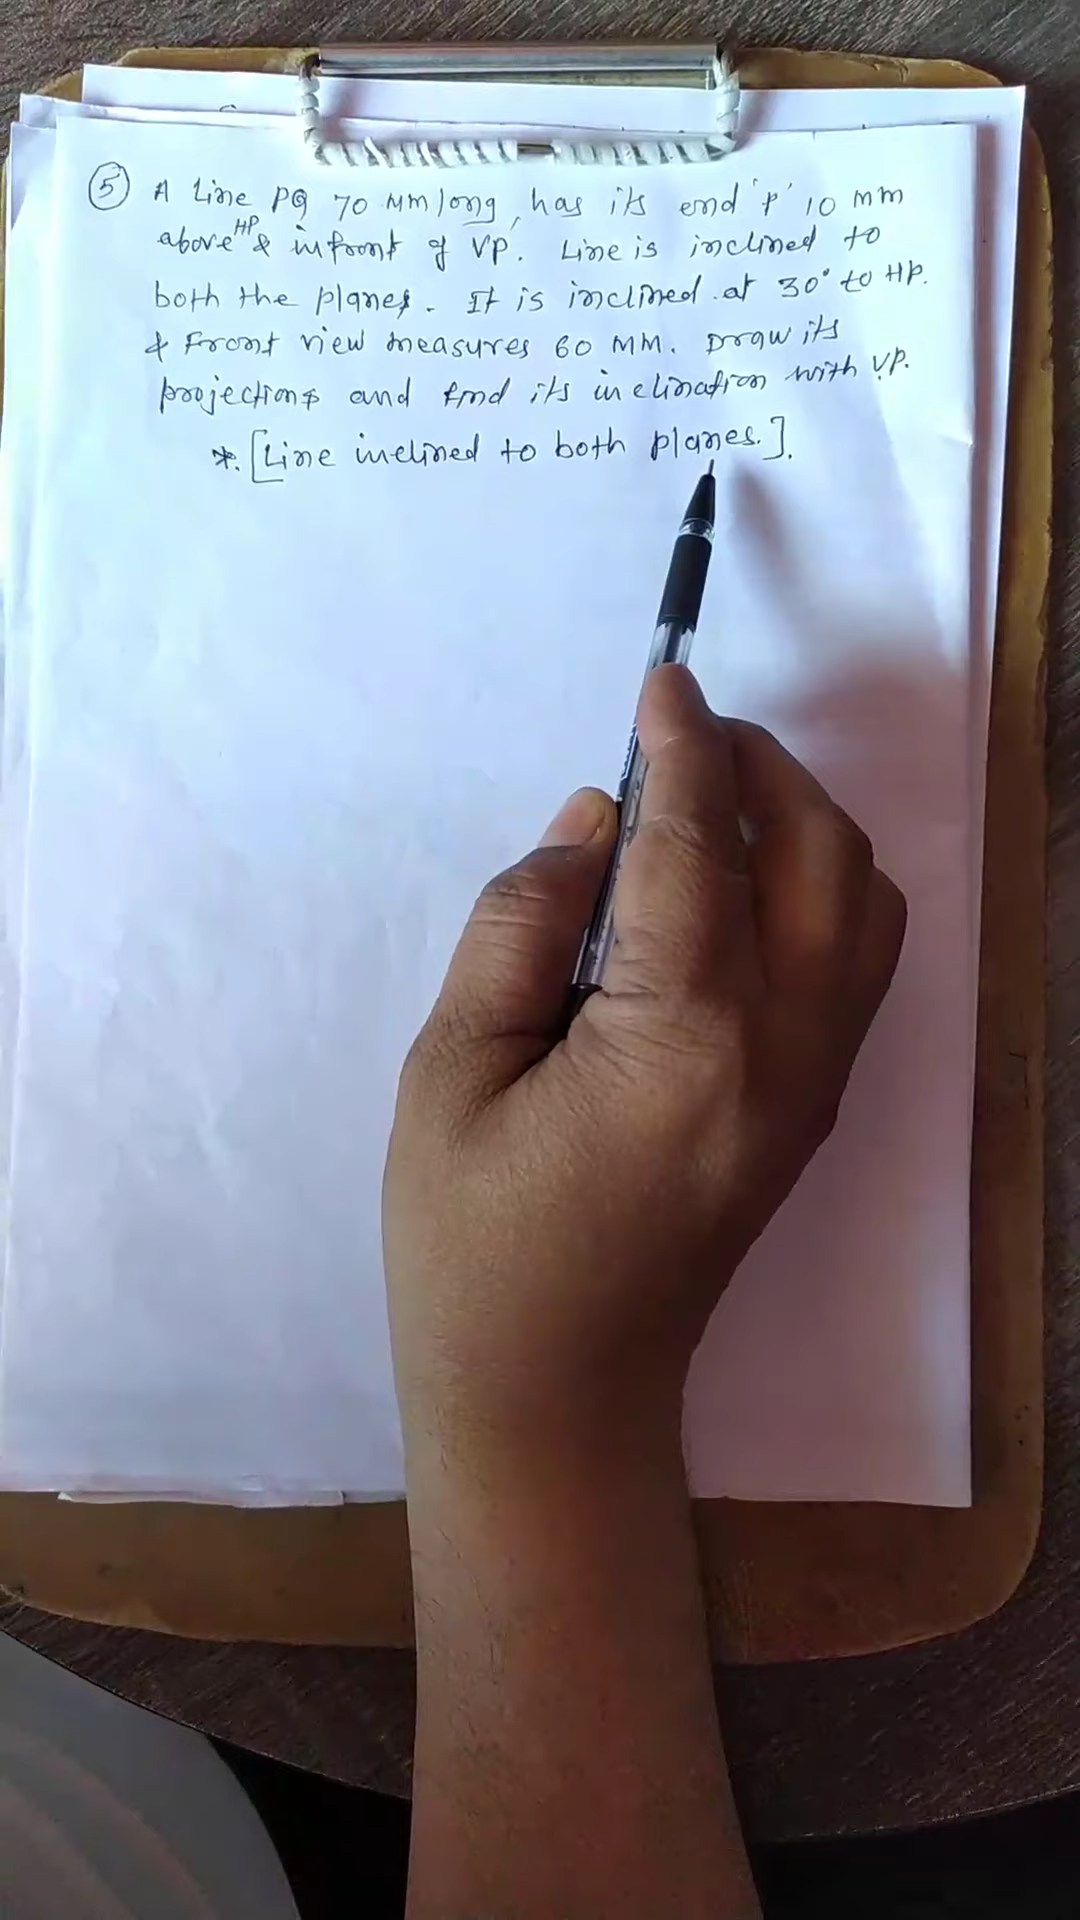 ⑤ A Line PQ 70 MM long, has its end 'P' 10 MM
above HP & infront of VP. Line is inclined to
both the planes. It is inclined at 30° to HP.
& Front view measures 60 MM. Draw its
projections and find its inclination with VP.
*. [Line inclined to both planes.].